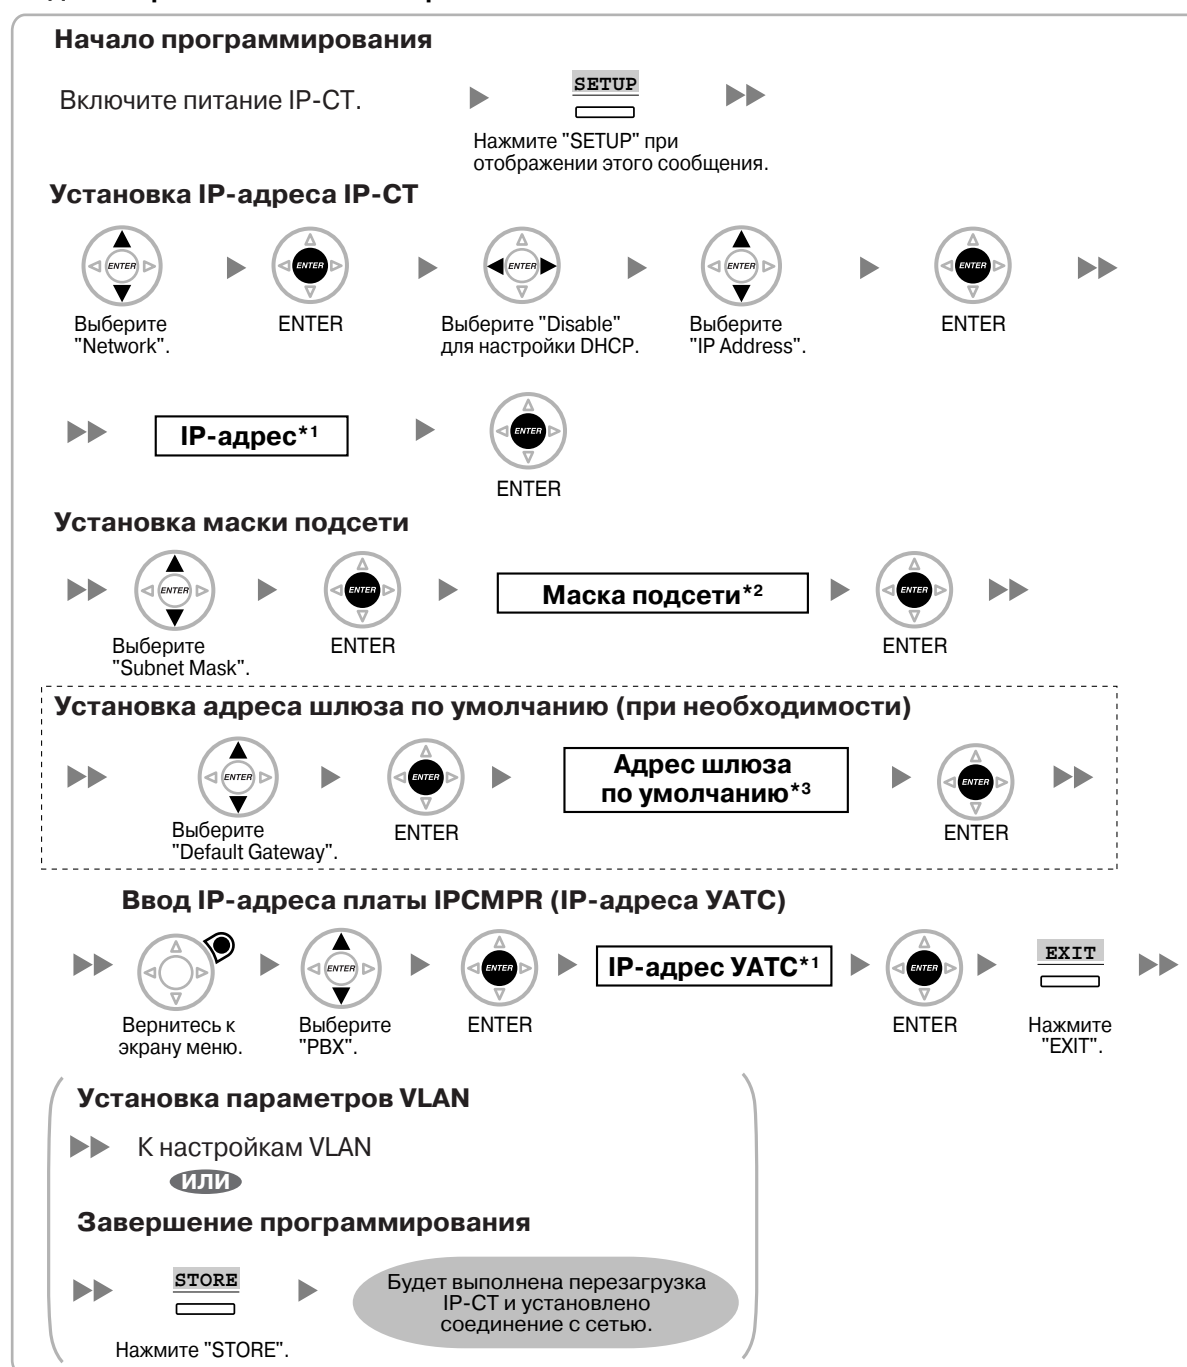 Начало программирования
Включите питание IP-СТ.
SETUP
Нажмите "SETUP" при
отображении этого сообщения.
Установка IP-адреса IP-СТ
ENTER
ENTER
ENTER
ENTER
ENTER
Выберите
"Network".
ENTER
Выберите "Disable"
для настройки DHCP.
Выберите
"IP Address".
ENTER
IP-адрес*1
ENTER
ENTER
Установка маски подсети
ENTER
ENTER
Маска подсети*2
ENTER
Выберите
"Subnet Mask".
ENTER
ENTER
Установка адреса шлюза по умолчанию (при необходимости)
ENTER
ENTER
Адрес шлюза
по умолчанию*3
ENTER
Выберите
"Default Gateway".
ENTER
ENTER
Ввод IP-адреса платы IPCMPR (IP-адреса УАТС)
ENTER
ENTER
IP-адрес УАТС*1
ENTER
EXIT
Вернитесь к
экрану меню.
Выберите
"PBX".
ENTER
ENTER
Нажмите
"EXIT".
Установка параметров VLAN
К настройкам VLAN
ИЛИ
Завершение программирования
STORE
Нажмите "STORE".
Будет выполнена перезагрузка
IP-СТ и установлено
соединение с сетью.